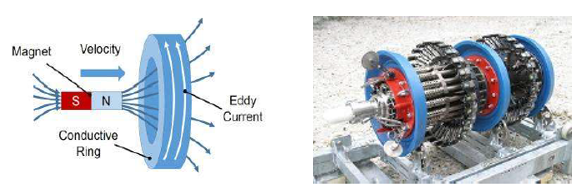 Magnet
Velocity
S N
Eddy
Current
Conductive
Ring